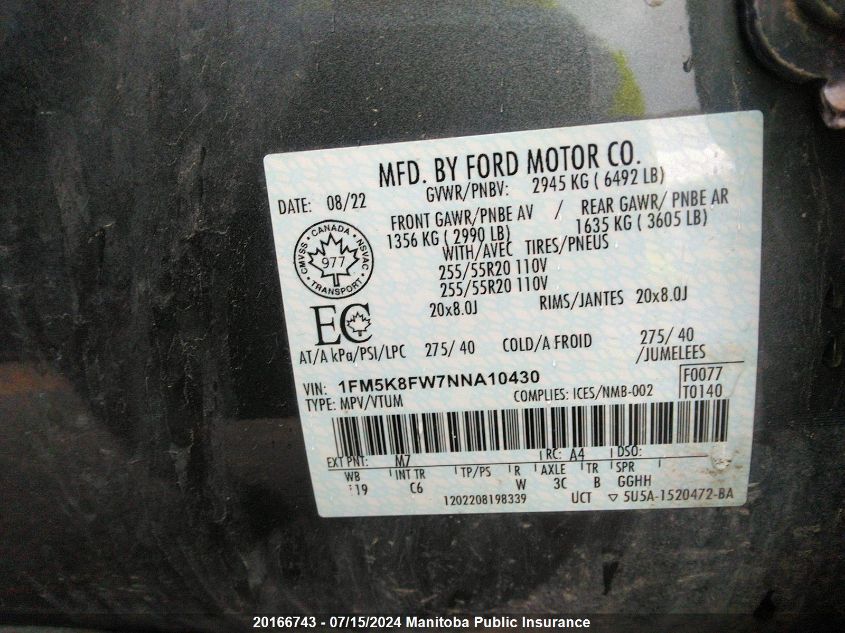 MFD. BY FORD MOTOR CO.
DATE: 08/22 GVWR/PNBV: 2945 KG ( 6492 LB)
FRONT GAWR/PNBE AV REAR GAWR/ PNBE AR
1356 KG ( 2990 LB) 1635 KG ( 3605 LB)
WITH/AVEC TIRES/PNEUS
255/55R20 110V
255/55R20 110V
20x8.0J RIMS/JANTES 20x8.0J
CMVSS · CANADA · NSVAC
977
TRANSPORT
EC
AT/A kPa/PSI/LPC 275/ 40 COLD/A FROID 275/ 40
/JUMELEES
VIN: 1FM5K8FW7NNA10430 F0077
TYPE: MPV/VTUM COMPLIES: ICES/NMB-002 T0140
EXT PNT: M7 RC: A4 DSO:
WB INT TR TP/PS R AXLE TR SPR
119 C6 W 3C B GGHH
1202208198339 UCT ▽ 5U5A-1520472-BA
20166743 - 07/15/2024 Manitoba Public Insurance